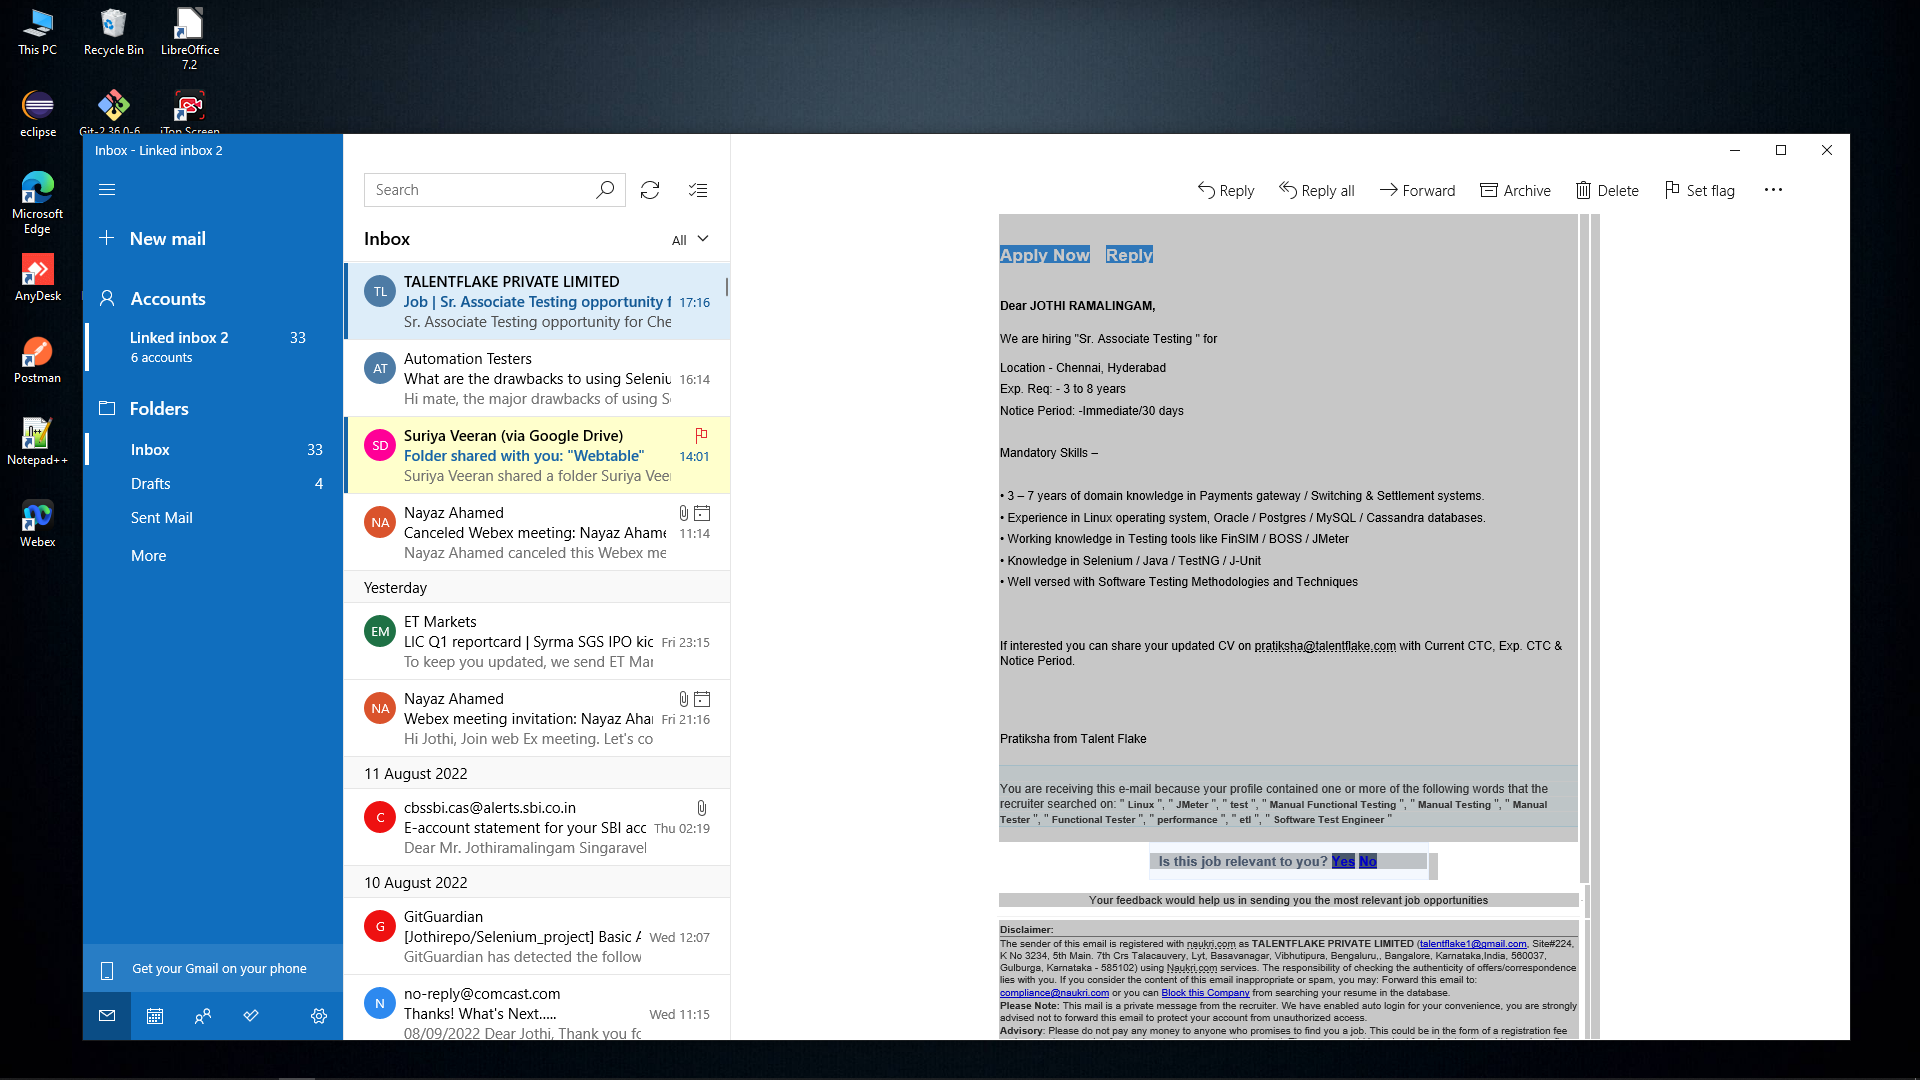 This PC
Recycle Bin
LibreOffice
7.2
eclipse
Git-2.36.0-6...
iTop Screen
Microsoft
Edge
AnyDesk
Postman
Notepad++
Webex
Inbox - Linked inbox 2
New mail
Accounts
Linked inbox 2 33
6 accounts
Folders
Inbox 33
Drafts 4
Sent Mail
More
Get your Gmail on your phone
Search
Inbox
All
TL
TALENTFLAKE PRIVATE LIMITED
Job | Sr. Associate Testing opportunity f 17:16
Sr. Associate Testing opportunity for Che
AT
Automation Testers
What are the drawbacks to using Seleniu 16:14
Hi mate, the major drawbacks of using S
SD
Suriya Veeran (via Google Drive)
Folder shared with you: "Webtable" 14:01
Suriya Veeran shared a folder Suriya Veer
NA
Nayaz Ahamed
Canceled Webex meeting: Nayaz Ahame 11:14
Nayaz Ahamed canceled this Webex me
Yesterday
EM
ET Markets
LIC Q1 reportcard | Syrma SGS IPO kic Fri 23:15
To keep you updated, we send ET Mar
NA
Nayaz Ahamed
Webex meeting invitation: Nayaz Aha Fri 21:16
Hi Jothi, Join web Ex meeting. Let's co
11 August 2022
C
cbssbi.cas@alerts.sbi.co.in
E-account statement for your SBI acc Thu 02:19
Dear Mr. Jothiramalingam Singaravel
10 August 2022
G
GitGuardian
[Jothirepo/Selenium_project] Basic A Wed 12:07
GitGuardian has detected the follow
N
no-reply@comcast.com
Thanks! What's Next..... Wed 11:15
08/09/2022 Dear Jothi, Thank you fo
Reply
Reply all
Forward
Archive
Delete
Set flag
Apply Now Reply
Dear JOTHI RAMALINGAM,
We are hiring "Sr. Associate Testing " for
Location - Chennai, Hyderabad
Exp. Req: - 3 to 8 years
Notice Period: -Immediate/30 days
Mandatory Skills –
• 3 – 7 years of domain knowledge in Payments gateway / Switching & Settlement systems.
• Experience in Linux operating system, Oracle / Postgres / MySQL / Cassandra databases.
• Working knowledge in Testing tools like FinSIM / BOSS / JMeter
• Knowledge in Selenium / Java / TestNG / J-Unit
• Well versed with Software Testing Methodologies and Techniques
If interested you can share your updated CV on pratiksha@talentflake.com with Current CTC, Exp. CTC &
Notice Period.
Pratiksha from Talent Flake
You are receiving this e-mail because your profile contained one or more of the following words that the
recruiter searched on: " Linux ", " JMeter ", " test ", " Manual Functional Testing ", " Manual Testing ", " Manual
Tester ", " Functional Tester ", " performance ", " etl ", " Software Test Engineer "
Is this job relevant to you? Yes No
Your feedback would help us in sending you the most relevant job opportunities
Disclaimer:
The sender of this email is registered with naukri.com as TALENTFLAKE PRIVATE LIMITED (talentflake1@gmail.com, Site#224,
K No 3234, 5th Main. 7th Crs Talacauvery, Lyt, Basavanagar, Vibhutipura, Bengaluru,, Bangalore, Karnataka,India, 560037,
Gulburga, Karnataka - 585102) using Naukri.com services. The responsibility of checking the authenticity of offers/correspondence
lies with you. If you consider the content of this email inappropriate or spam, you may: Forward this email to:
compliance@naukri.com or you can Block this Company from searching your resume in the database.
Please Note: This mail is a private message from the recruiter. We have enabled auto login for your convenience, you are strongly
advised not to forward this email to protect your account from unauthorized access.
Advisory: Please do not pay any money to anyone who promises to find you a job. This could be in the form of a registration fee